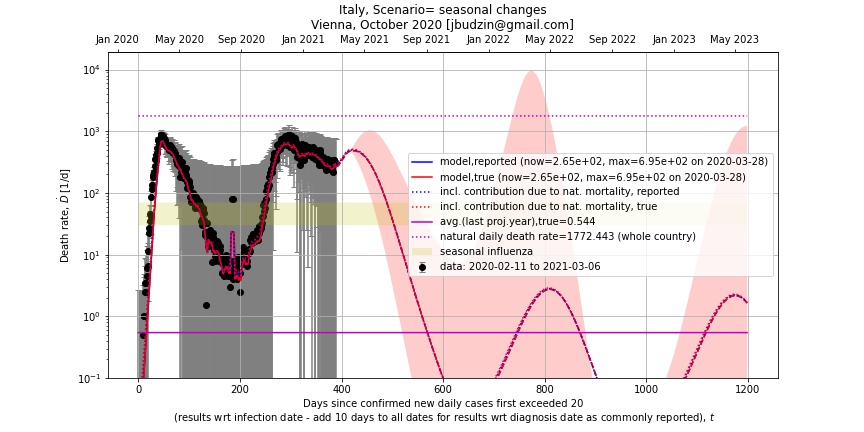 Italy, Scenario= seasonal changes
Vienna, October 2020 [jbudzin@gmail.com]
Jan 2020 May 2020 Sep 2020 Jan 2021 May 2021 Sep 2021 Jan 2022 May 2022 Sep 2022 Jan 2023 May 2023
10⁴
10³
10²
10¹
10⁰
10⁻¹
Death rate, Ḋ [1/d]
model,reported (now=2.65e+02, max=6.95e+02 on 2020-03-28)
model,true (now=2.65e+02, max=6.95e+02 on 2020-03-28)
incl. contribution due to nat. mortality, reported
incl. contribution due to nat. mortality, true
avg.(last proj.year),true=0.544
natural daily death rate=1772.443 (whole country)
seasonal influenza
data: 2020-02-11 to 2021-03-06
0 200 400 600 800 1000 1200
Days since confirmed new daily cases first exceeded 20
(results wrt infection date - add 10 days to all dates for results wrt diagnosis date as commonly reported), t